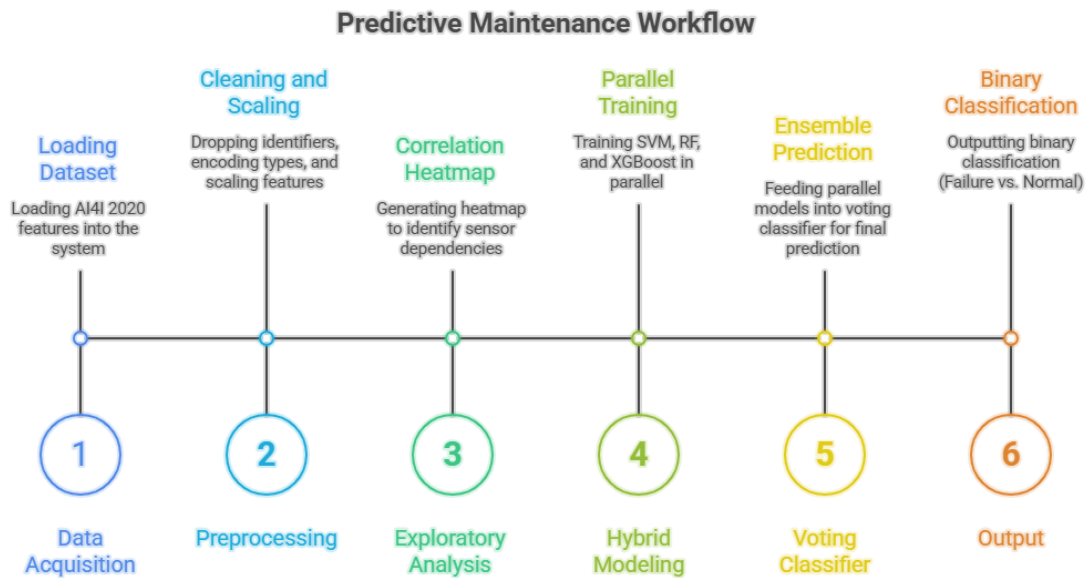 Predictive Maintenance Workflow
Loading
Dataset
Loading AI4I 2020
features into the
system
1
Data
Acquisition
Cleaning and
Scaling
Dropping identifiers,
encoding types, and
scaling features
2
Preprocessing
Correlation
Heatmap
Generating heatmap
to identify sensor
dependencies
3
Exploratory
Analysis
Parallel
Training
Training SVM, RF,
and XGBoost in
parallel
4
Hybrid
Modeling
Ensemble
Prediction
Feeding parallel
models into voting
classifier for final
prediction
5
Voting
Classifier
Binary
Classification
Outputting binary
classification
(Failure vs. Normal)
6
Output